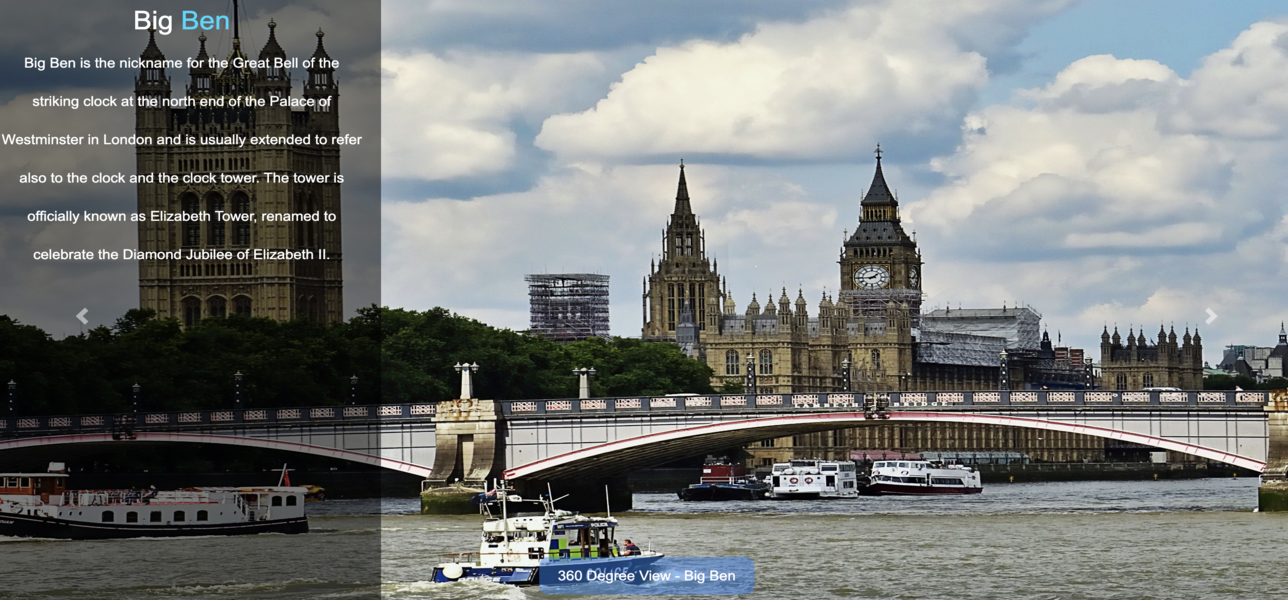 Big Ben
Big Ben is the nickname for the Great Bell of the
striking clock at the north end of the Palace of
Westminster in London and is usually extended to refer
also to the clock and the clock tower. The tower is
officially known as Elizabeth Tower, renamed to
celebrate the Diamond Jubilee of Elizabeth II.
POLICE
POLICE
360 Degree View - Big Ben